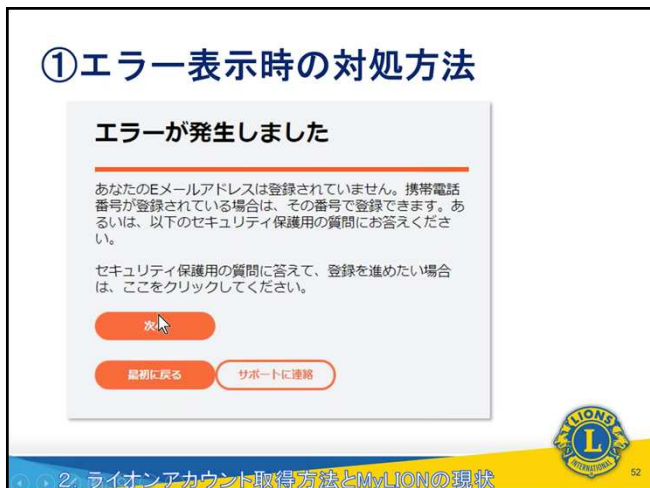 ①エラー表示時の対処方法
エラーが発生しました
あなたのEメールアドレスは登録されていません。携帯電話
番号が登録されている場合は、その番号で登録できます。あ
るいは、以下のセキュリティ保護用の質問にお答えくださ
い。
セキュリティ保護用の質問に答えて、登録を進めたい場合
は、ここをクリックしてください。
次
最初に戻る
サポートに連絡
LIONS
L
INTERNATIONAL
2. ライオンアカウント取得方法とMyLIONの現状
52